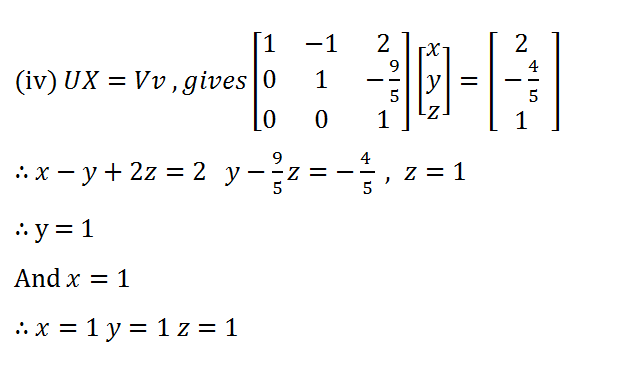 (iv) UX = Vv , gives [1 −1 2; 0 1 −9/5; 0 0 1] [x; y; z] = [2; −4/5; 1]
∴ x − y + 2z = 2 y − 9/5 z = − 4/5 , z = 1
∴ y = 1
And x = 1
∴ x = 1 y = 1 z = 1